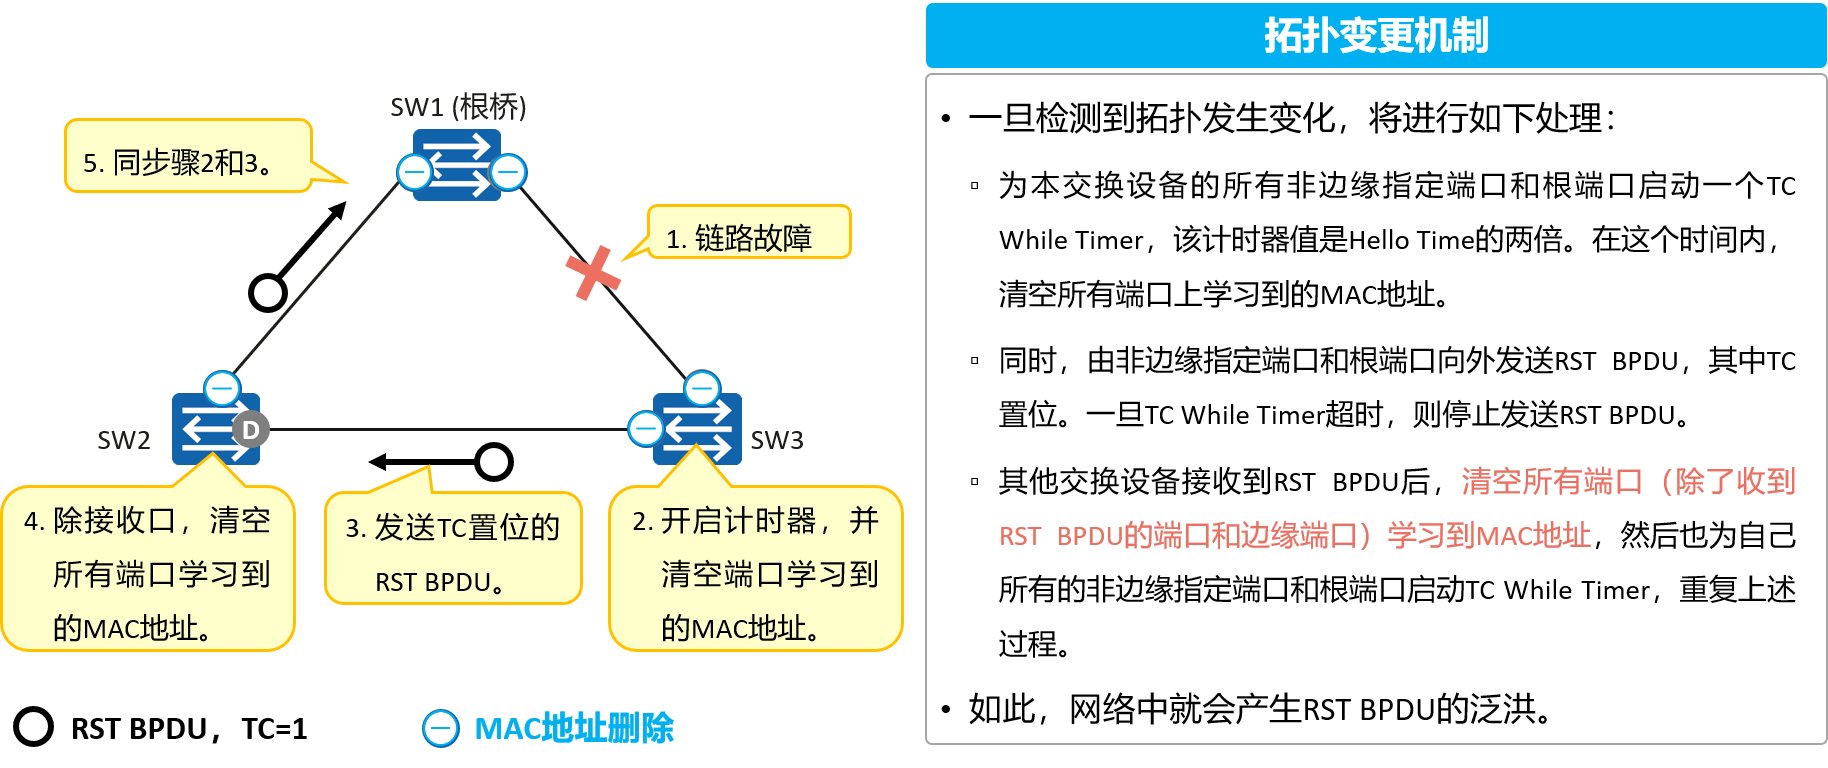 SW1 (根桥)
5. 同步骤2和3。
1. 链路故障
SW2
D
SW3
4. 除接收口，清空
所有端口学习到
的MAC地址。
3. 发送TC置位的
RST BPDU。
2. 开启计时器，并
清空端口学习到
的MAC地址。
RST BPDU，TC=1
MAC地址删除
拓扑变更机制
• 一旦检测到拓扑发生变化，将进行如下处理：
▫ 为本交换设备的所有非边缘指定端口和根端口启动一个TC
While Timer，该计时器值是Hello Time的两倍。在这个时间内，
清空所有端口上学习到的MAC地址。
▫ 同时，由非边缘指定端口和根端口向外发送RST BPDU，其中TC
置位。一旦TC While Timer超时，则停止发送RST BPDU。
▫ 其他交换设备接收到RST BPDU后，清空所有端口（除了收到
RST BPDU的端口和边缘端口）学习到MAC地址，然后也为自己
所有的非边缘指定端口和根端口启动TC While Timer，重复上述
过程。
• 如此，网络中就会产生RST BPDU的泛洪。